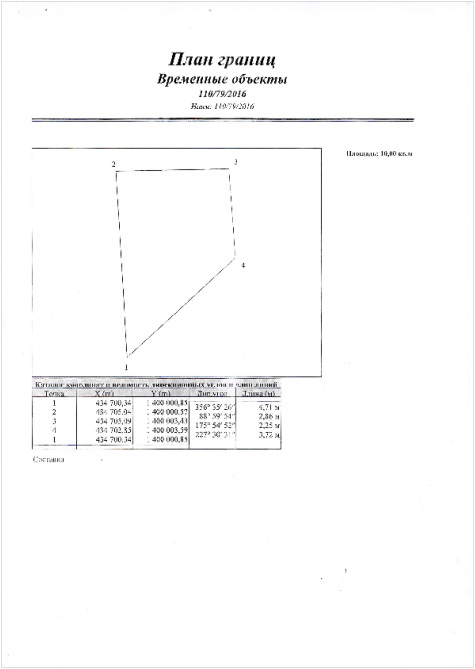 План границ
Временные объекты
110/79/2016
Наки: 110/79/2016
Площадь: 10,00 кв.м
2
3
4
1
Каталог координат и ведомость дирекционных углов и длин линий
Точка X (m) Y (m) Дир.угол Длина (м)
1 434 700,34 1 400 000,85
356° 35' 26" 4,71 м
2 434 705,04 1 400 000,57
88° 59' 54" 2,86 м
3 434 705,09 1 400 003,43
175° 54' 52" 2,25 м
4 434 702,85 1 400 003,59
227° 30' 31" 3,72 м
1 434 700,34 1 400 000,85
Составил